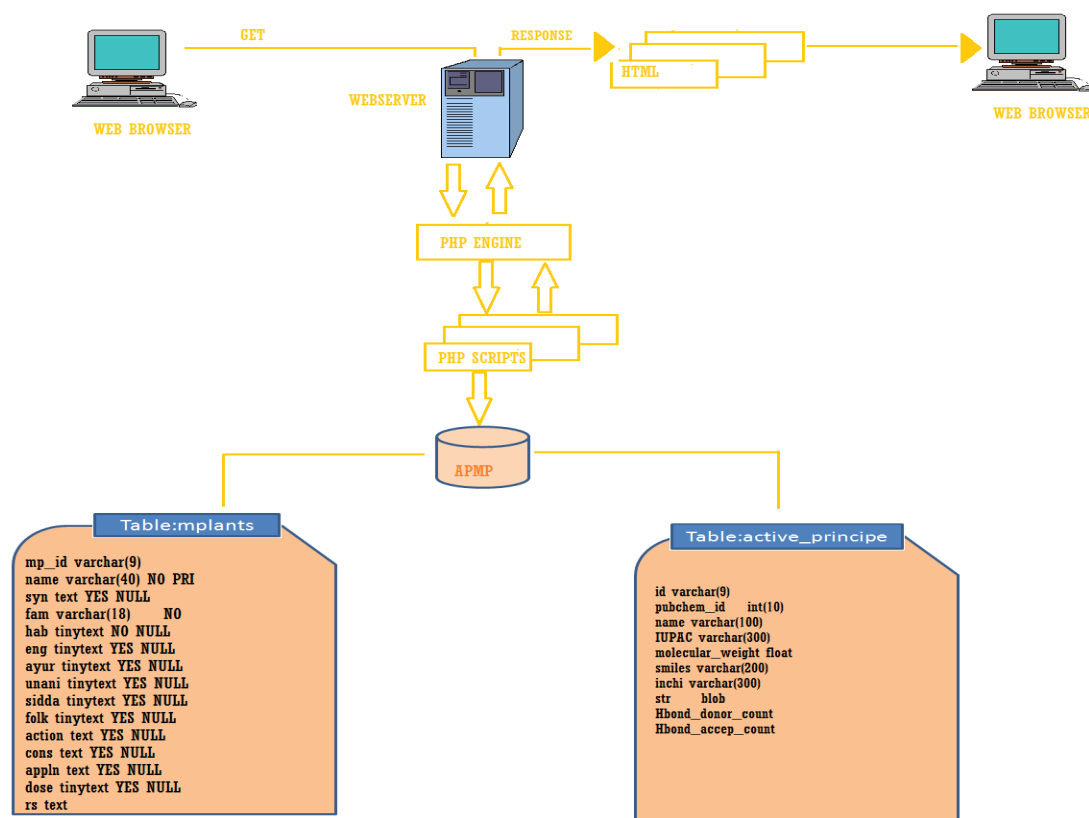 GET
RESPONSE
HTML
WEBSERVER
WEB BROWSER
WEB BROWSER
PHP ENGINE
PHP SCRIPTS
APMP
Table:mplants
mp_id varchar(9)
name varchar(40) NO PRI
syn text YES NULL
fam varchar(18) NO
hab tinytext NO NULL
eng tinytext YES NULL
ayur tinytext YES NULL
unani tinytext YES NULL
sidda tinytext YES NULL
folk tinytext YES NULL
action text YES NULL
cons text YES NULL
appln text YES NULL
dose tinytext YES NULL
rs text
Table:active_principe
id varchar(9)
pubchem_id int(10)
name varchar(100)
IUPAC varchar(300)
molecular_weight float
smiles varchar(200)
inchi varchar(300)
str blob
Hbond_donor_count
Hbond_accep_count